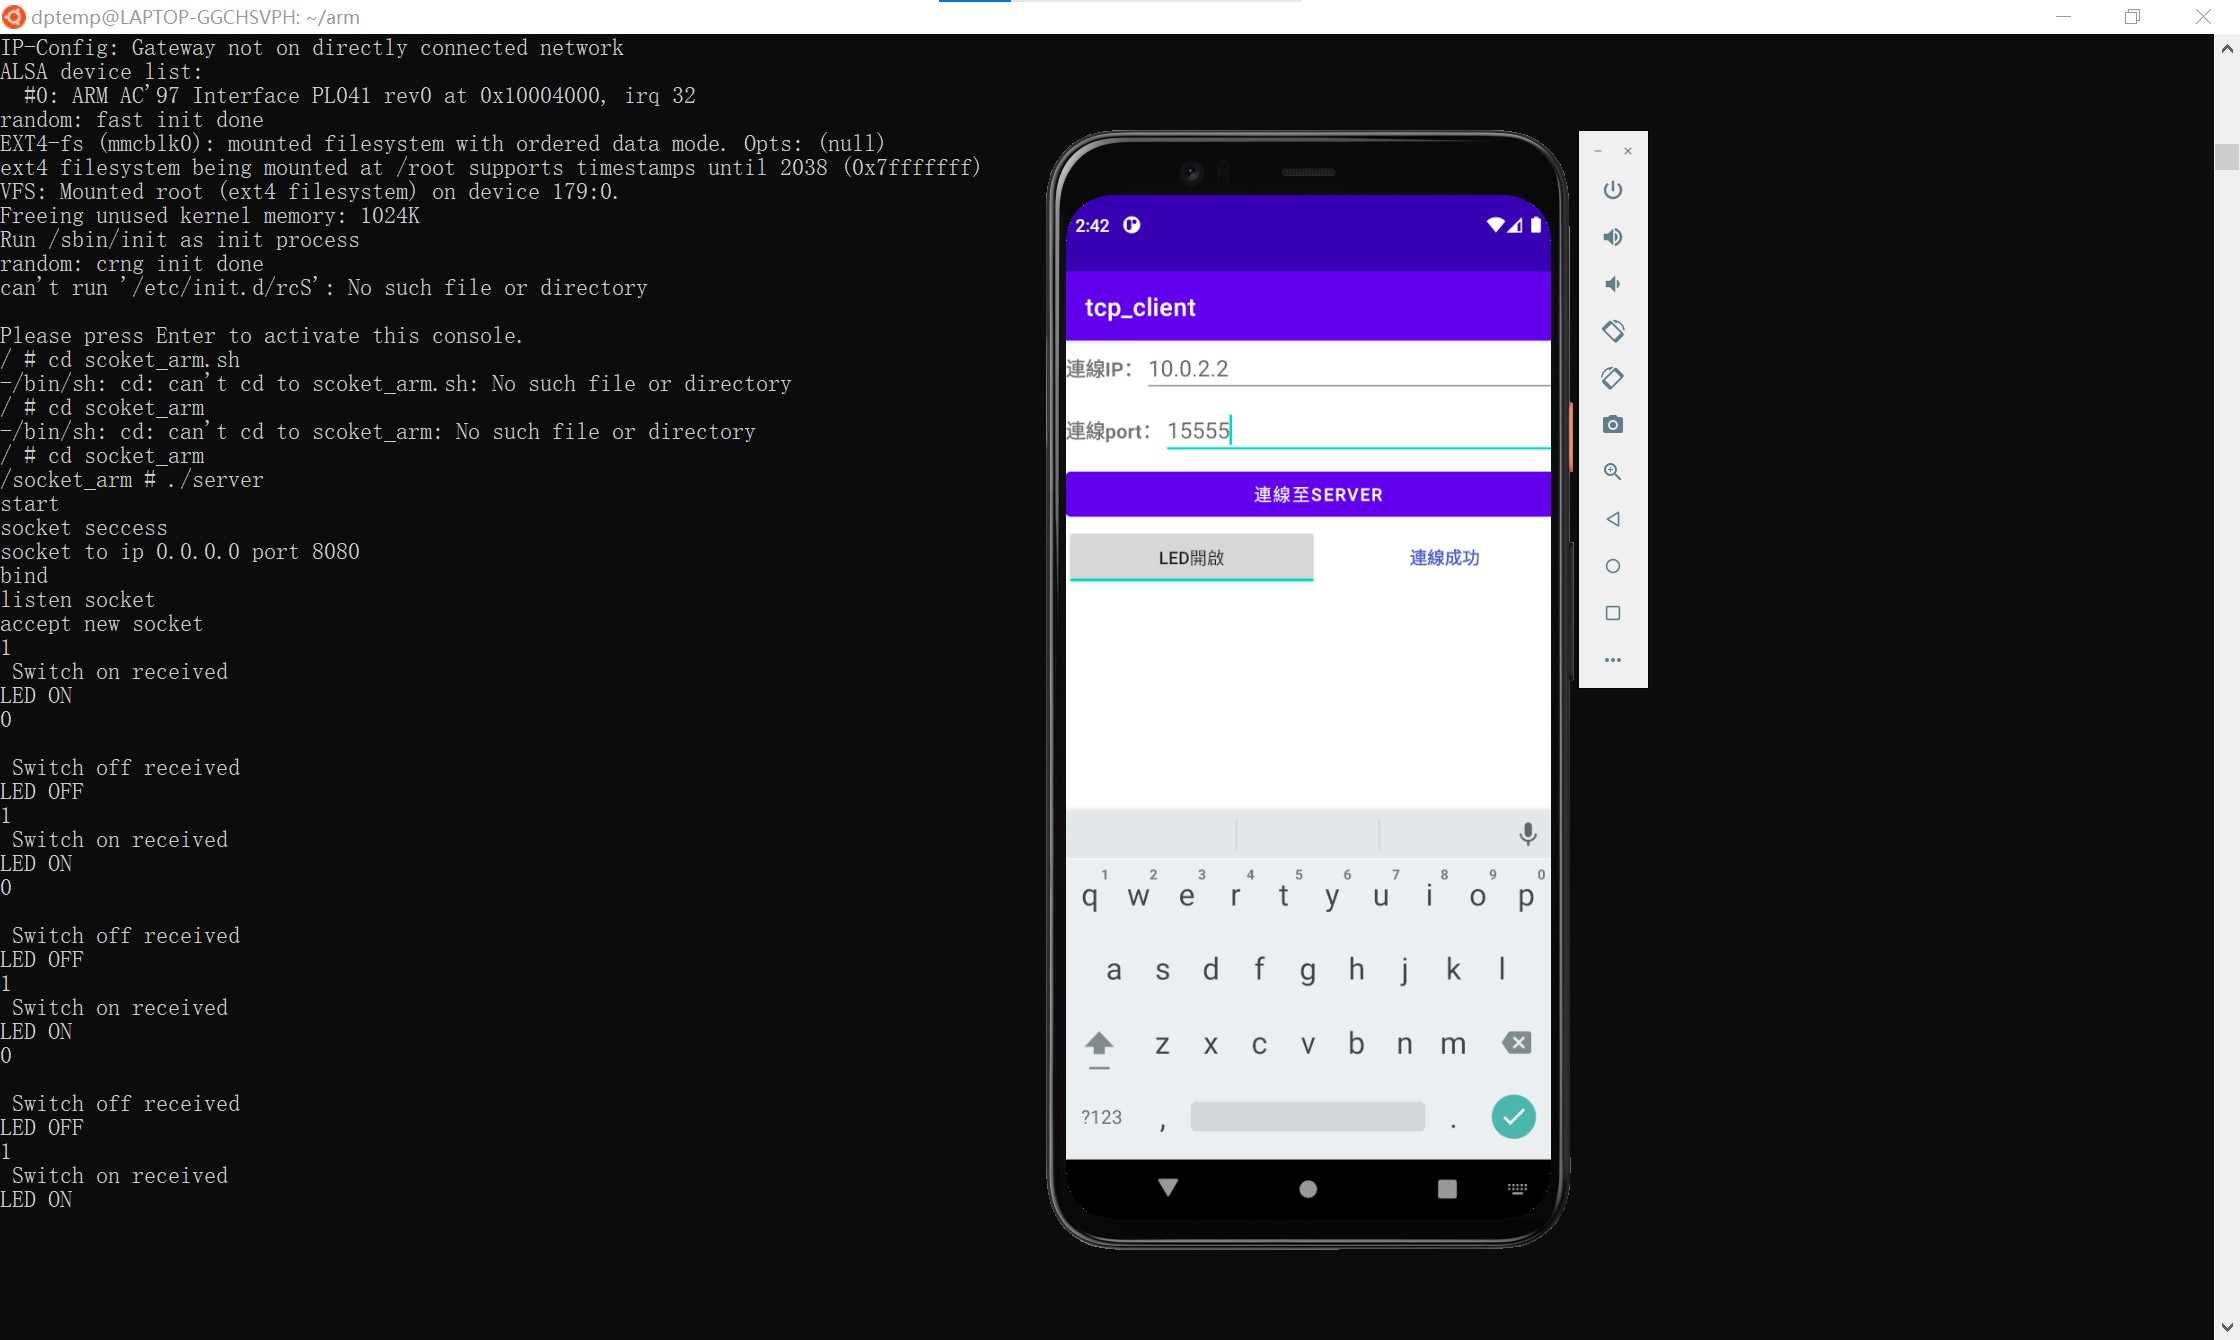 dptemp@LAPTOP-GGCHSVPH: ~/arm
IP-Config: Gateway not on directly connected network
ALSA device list:
  #0: ARM AC'97 Interface PL041 rev0 at 0x10004000, irq 32
random: fast init done
EXT4-fs (mmcblk0): mounted filesystem with ordered data mode. Opts: (null)
ext4 filesystem being mounted at /root supports timestamps until 2038 (0x7fffffff)
VFS: Mounted root (ext4 filesystem) on device 179:0.
Freeing unused kernel memory: 1024K
Run /sbin/init as init process
random: crng init done
can't run '/etc/init.d/rcS': No such file or directory
Please press Enter to activate this console.
/ # cd scoket_arm.sh
-/bin/sh: cd: can't cd to scoket_arm.sh: No such file or directory
/ # cd scoket_arm
-/bin/sh: cd: can't cd to scoket_arm: No such file or directory
/ # cd socket_arm
/socket_arm # ./server
start
socket seccess
socket to ip 0.0.0.0 port 8080
bind
listen socket
accept new socket
1
 Switch on received
LED ON
0
 Switch off received
LED OFF
1
 Switch on received
LED ON
0
 Switch off received
LED OFF
1
 Switch on received
LED ON
0
 Switch off received
LED OFF
1
 Switch on received
LED ON
2:42
tcp_client
連線IP: 10.0.2.2
連線port: 15555
連線至SERVER
LED開啟 連線成功
1 2 3 4 5 6 7 8 9 0
q w e r t y u i o p
a s d f g h j k l
z x c v b n m
?123 , .